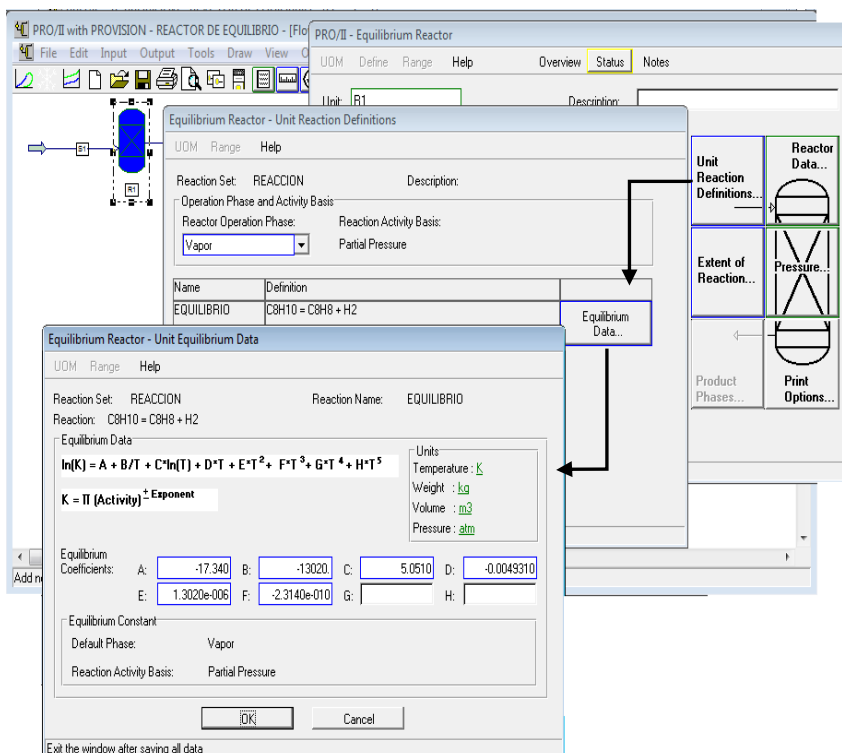 PRO/II with PROVISION - REACTOR DE EQUILIBRIO - [Flo
File Edit Input Output Tools Draw View
PRO/II - Equilibrium Reactor
UOM Define Range Help Overview Status Notes
Unit: R1 Description:
S1
R1
Unit Reaction Definitions...
Reactor Data...
Extent of Reaction...
Pressure...
Product Phases...
Print Options...
Equilibrium Reactor - Unit Reaction Definitions
UOM Range Help
Reaction Set: REACCION Description:
Operation Phase and Activity Basis
Reactor Operation Phase: Reaction Activity Basis:
Vapor Partial Pressure
Name Definition
EQUILIBRIO C8H10 = C8H8 + H2
Equilibrium Data...
Equilibrium Reactor - Unit Equilibrium Data
UOM Range Help
Reaction Set: REACCION Reaction Name: EQUILIBRIO
Reaction: C8H10 = C8H8 + H2
Equilibrium Data
ln(K) = A + B/T + C*ln(T) + D*T + E*T² + F*T³ + G*T⁴ + H*T⁵
K = Π (Activity)^± Exponent
Units
Temperature : K
Weight : kg
Volume : m3
Pressure : atm
Equilibrium
Coefficients: A: -17.340 B: -13020. C: 5.0510 D: -0.0049310
E: 1.3020e-006 F: -2.3140e-010 G: H:
Equilibrium Constant
Default Phase: Vapor
Reaction Activity Basis: Partial Pressure
OK Cancel
Exit the window after saving all data
Add